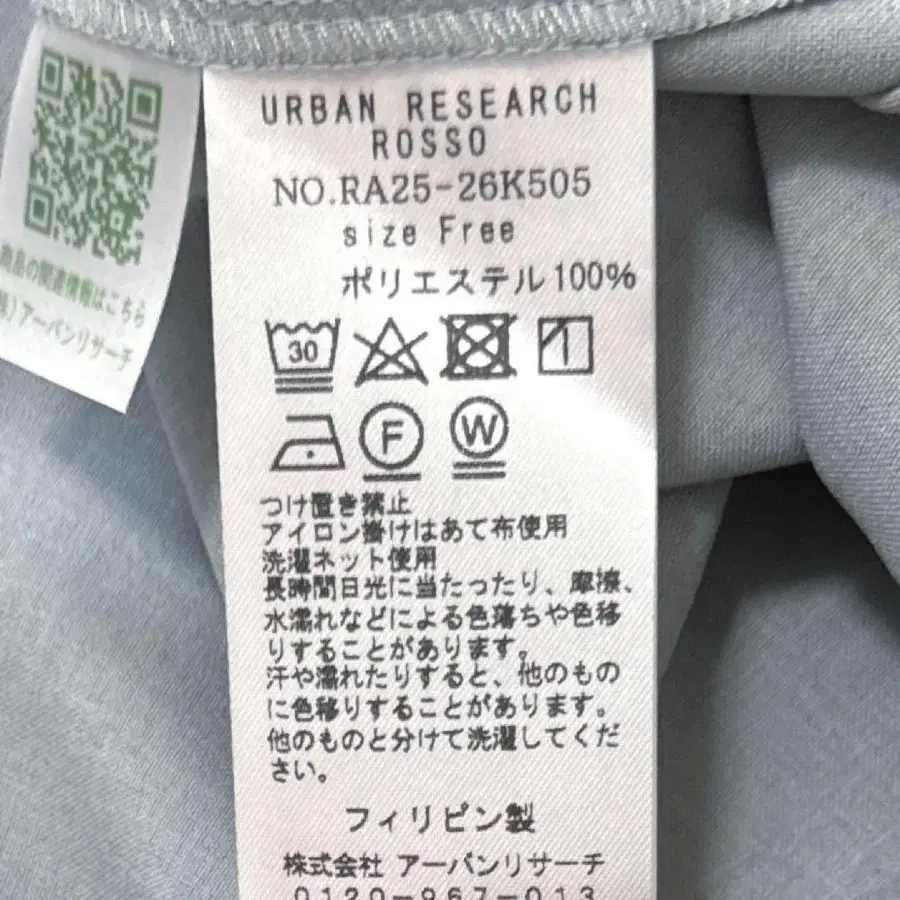 商品の関連情報はこちら
アーバンリサーチ
URBAN RESEARCH
ROSSO
NO.RA25-26K505
size Free
ポリエステル100%
30
F
W
つけ置き禁止
アイロン掛けはあて布使用
洗濯ネット使用
長時間日光に当たったり、摩擦、
水濡れなどによる色落ちや色移
りすることがあります。
汗や濡れたりすると、他のもの
に色移りすることがあります。
他のものと分けて洗濯してくだ
さい。
フィリピン製
株式会社 アーバンリサーチ
0120-967-013